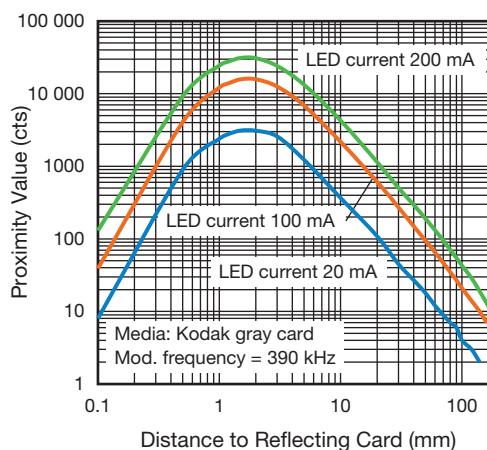 100 000
10 000
1000
100
10
1
Proximity Value (cts)
LED current 200 mA
LED current 100 mA
LED current 20 mA
Media: Kodak gray card
Mod. frequency = 390 kHz
0.1
1
10
100
Distance to Reflecting Card (mm)